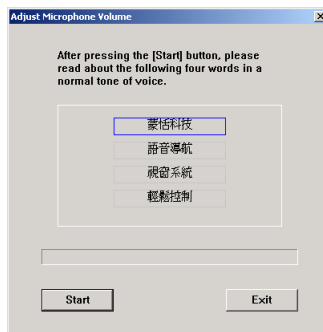 Adjust Microphone Volume
After pressing the [Start] button, please
read about the following four words in a
normal tone of voice.
蒙恬科技
語音導航
視窗系統
輕鬆控制
Start
Exit